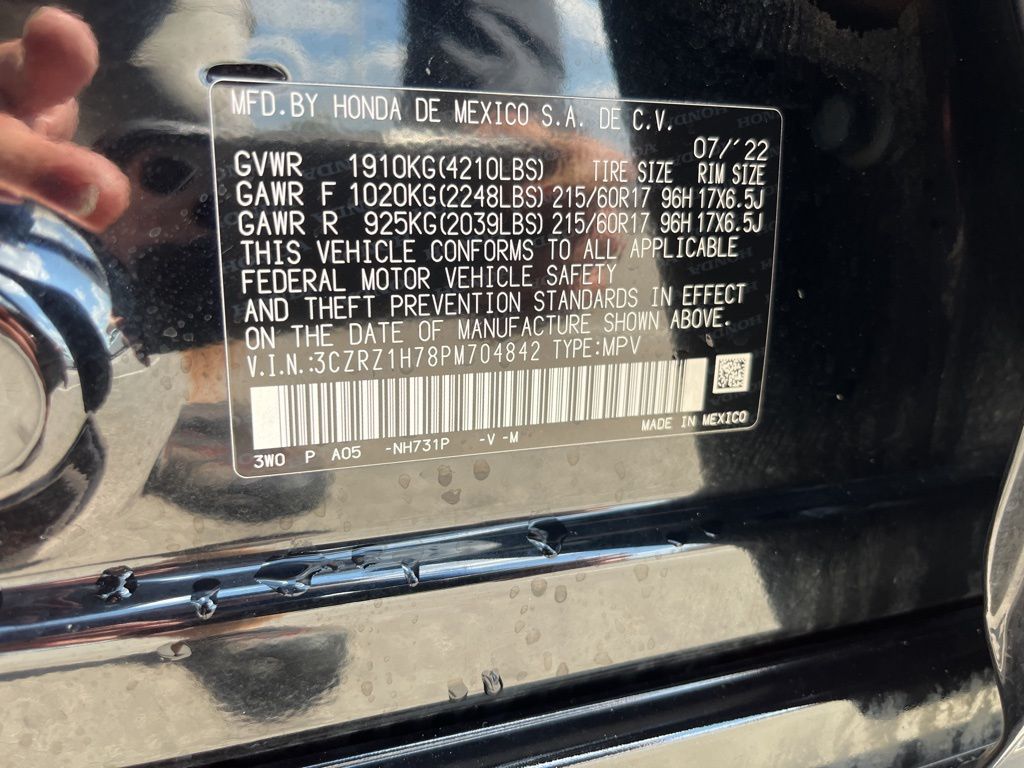 MFD.BY HONDA DE MEXICO S.A. DE C.V.
07/'22
GVWR 1910KG(4210LBS) TIRE SIZE RIM SIZE
GAWR F 1020KG(2248LBS) 215/60R17 96H 17X6.5J
GAWR R 925KG(2039LBS) 215/60R17 96H 17X6.5J
THIS VEHICLE CONFORMS TO ALL APPLICABLE
FEDERAL MOTOR VEHICLE SAFETY
AND THEFT PREVENTION STANDARDS IN EFFECT
ON THE DATE OF MANUFACTURE SHOWN ABOVE.
V.I.N.:3CZRZ1H78PM704842 TYPE:MPV
MADE IN MEXICO
3W0 P A05 -NH731P -V -M